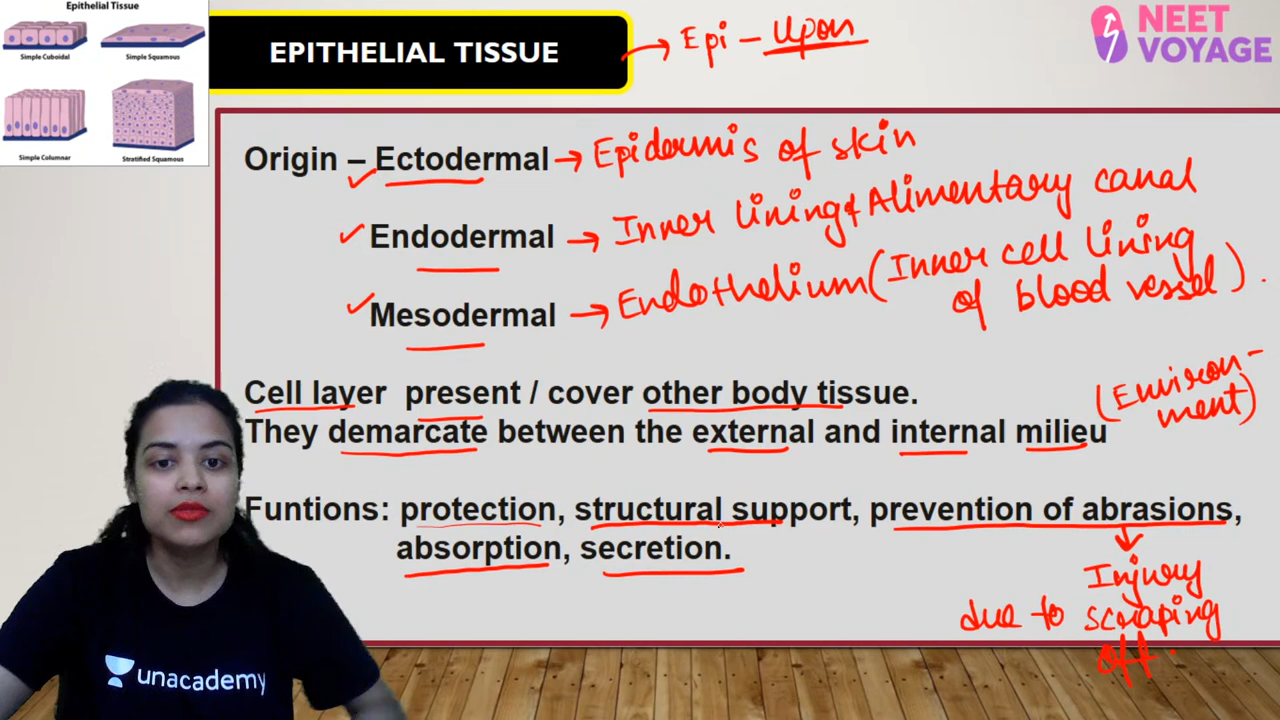 Epithelial Tissue
Simple Cuboidal
Simple Squamous
Simple Columnar
Stratified Squamous
EPITHELIAL TISSUE → Epi – Upon
NEET
VOYAGE
Origin – Ectodermal → Epidermis of skin
Endodermal → Inner lining of Alimentary canal
Mesodermal → Endothelium (Inner cell lining
of blood vessel).
Cell layer present / cover other body tissue.
(Environ-
ment)
They demarcate between the external and internal milieu
Funtions: protection, structural support, prevention of abrasions,
absorption, secretion.
Injury
due to scraping
off.
unacademy